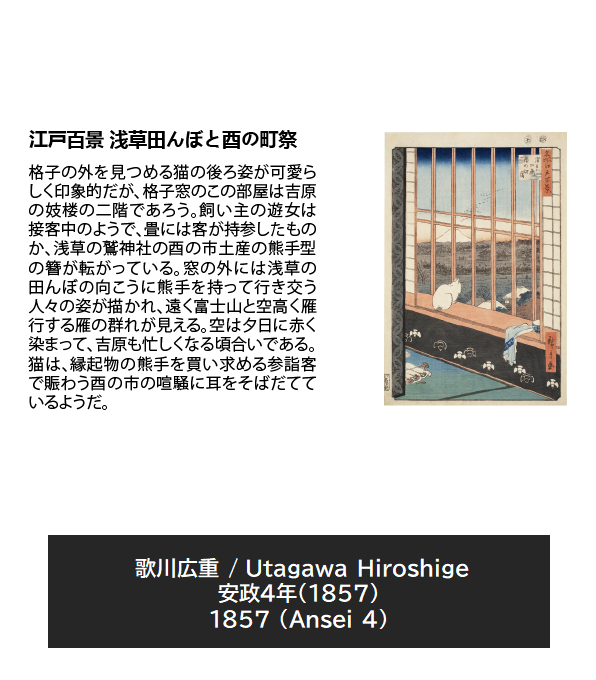 江戸百景 浅草田んぼと酉の町祭
格子の外を見つめる猫の後ろ姿が可愛ら
しく印象的だが、格子窓のこの部屋は吉原
の妓楼の二階であろう。飼い主の遊女は
接客中のようで、畳には客が持参したもの
か、浅草の鷲神社の酉の市土産の熊手型
の簪が転がっている。窓の外には浅草の
田んぼの向こうに熊手を持って行き交う
人々の姿が描かれ、遠く富士山と空高く雁
行する雁の群れが見える。空は夕日に赤く
染まって、吉原も忙しくなる頃合いである。
猫は、縁起物の熊手を買い求める参詣客
で賑わう酉の市の喧騒に耳をそばだてて
いるようだ。
歌川広重 / Utagawa Hiroshige
安政4年(1857)
1857 (Ansei 4)